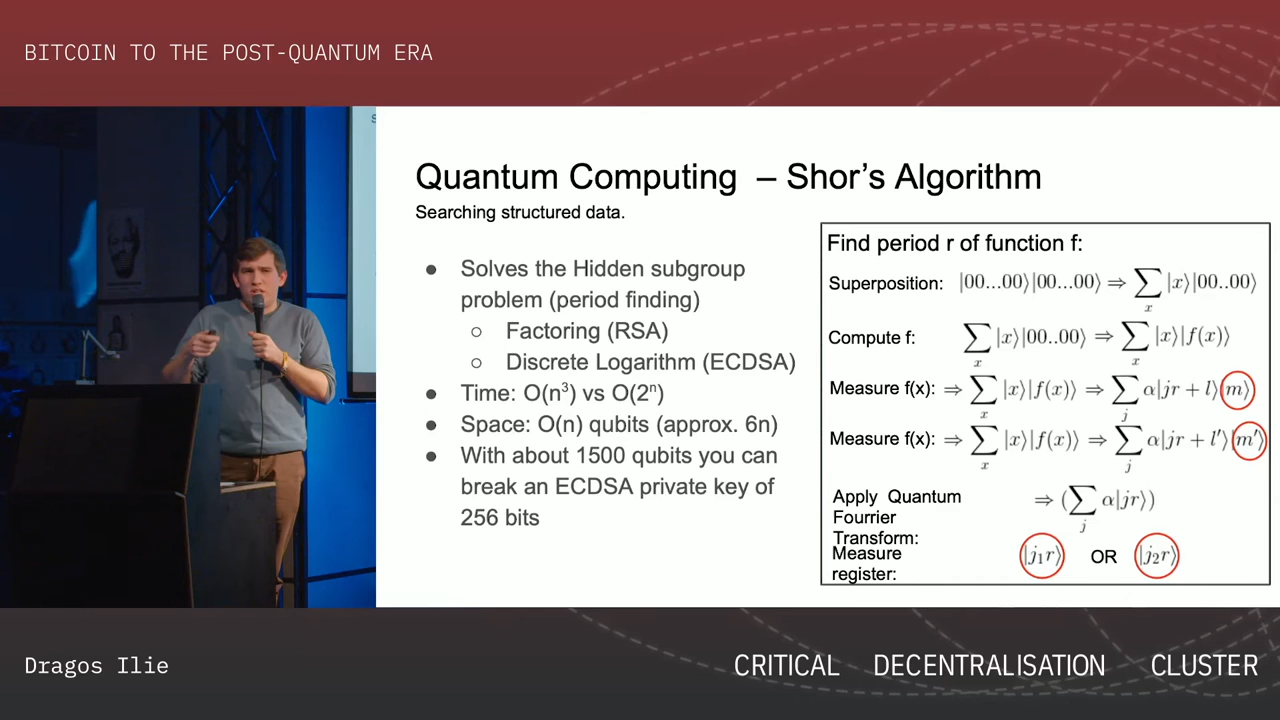 BITCOIN TO THE POST-QUANTUM ERA
Quantum Computing – Shor's Algorithm
Searching structured data.
● Solves the Hidden subgroup
problem (period finding)
○ Factoring (RSA)
○ Discrete Logarithm (ECDSA)
● Time: O(n³) vs O(2ⁿ)
● Space: O(n) qubits (approx. 6n)
● With about 1500 qubits you can
break an ECDSA private key of
256 bits
Find period r of function f:
Superposition: |00...00⟩|00...00⟩ ⇒ ∑ₓ |x⟩|00..00⟩
Compute f: ∑ₓ |x⟩|00..00⟩ ⇒ ∑ₓ |x⟩|f(x)⟩
Measure f(x): ⇒ ∑ₓ |x⟩|f(x)⟩ ⇒ ∑ⱼ α|jr + l⟩|m⟩
Measure f(x): ⇒ ∑ₓ |x⟩|f(x)⟩ ⇒ ∑ⱼ α|jr + l′⟩|m′⟩
Apply Quantum
Fourrier
Transform: ⇒ (∑ⱼ α|jr⟩)
Measure
register: |j₁r⟩ OR |j₂r⟩
Dragos Ilie
CRITICAL DECENTRALISATION CLUSTER